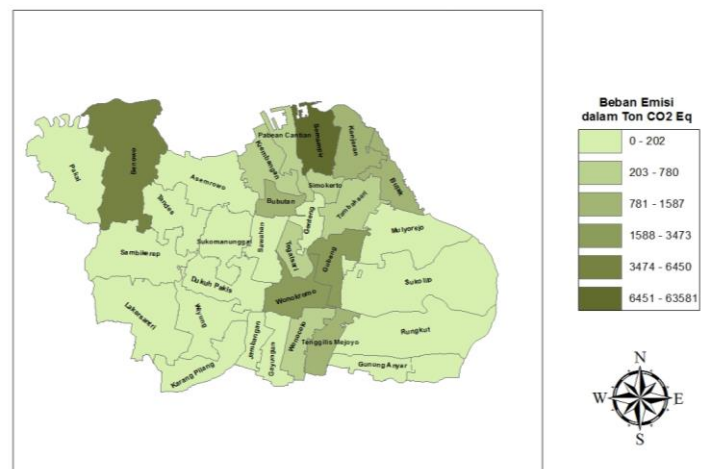 Beban Emisi
dalam Ton CO2 Eq
0 - 202
203 - 780
781 - 1587
1588 - 3473
3474 - 6450
6451 - 63581
N
W
E
S
Pabean Cantian
Semampir
Kenjeran
Krembangan
Benowo
Pakal
Asemrowo
Simokerto
Bulak
Bubutan
Tambaksari
Tandes
Genteng
Mulyorejo
Sukomanunggal
Sawahan
Tegalsari
Gubeng
Sambikerep
Sukolilo
Dukuh Pakis
Wonokromo
Lakarsantri
Wiyung
Jambangan
Gayungan
Wonocolo
Tenggilis Mejoyo
Rungkut
Karang Pilang
Gunung Anyar